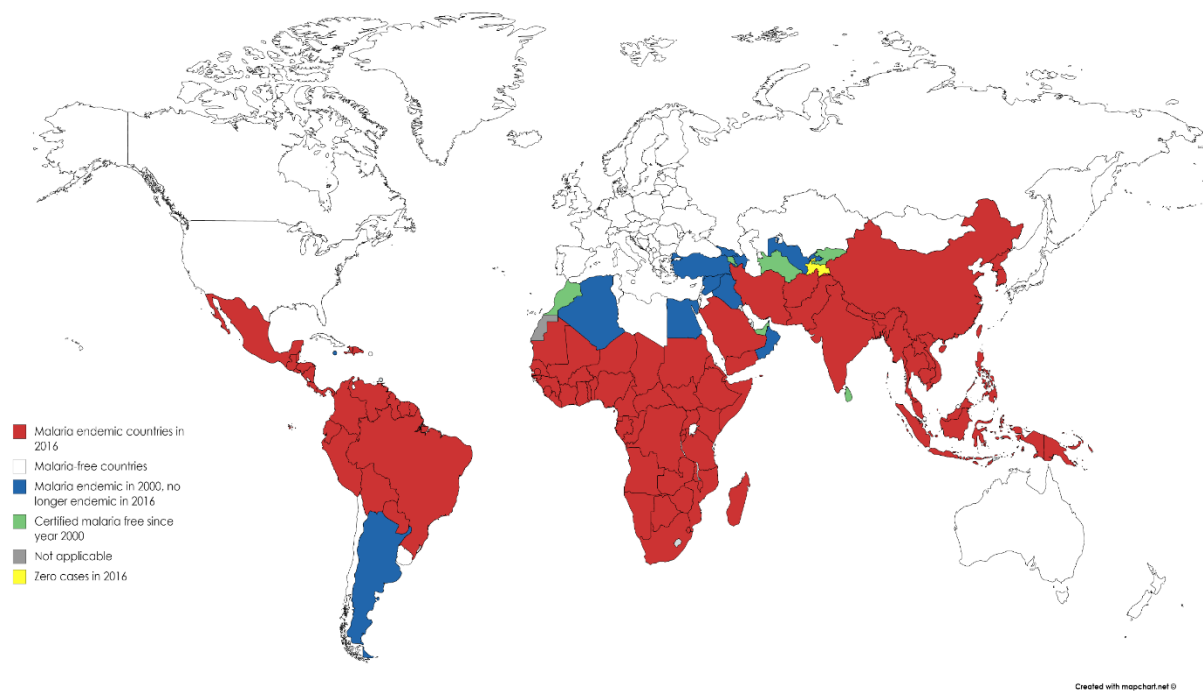 Malaria endemic countries in
2016
Malaria-free countries
Malaria endemic in 2000, no
longer endemic in 2016
Certified malaria free since
year 2000
Not applicable
Zero cases in 2016
Created with mapchart.net ©